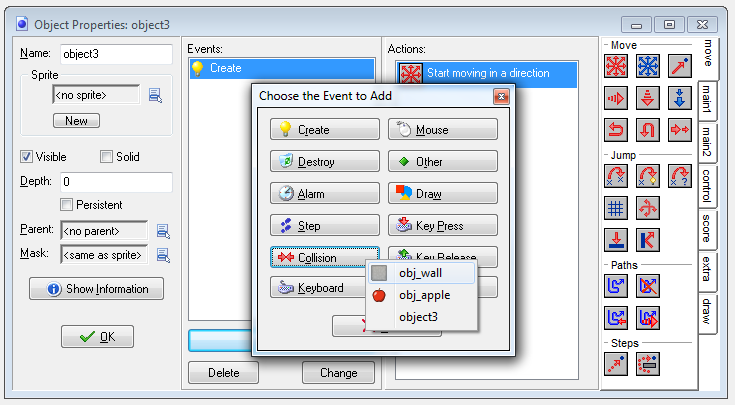 Object Properties: object3
Name: object3
Sprite
<no sprite>
New
Visible Solid
Depth: 0
Persistent
Parent: <no parent>
Mask: <same as sprite>
Show Information
OK
Events:
Create
Delete Change
Actions:
Start moving in a direction
Choose the Event to Add
Create Mouse
Destroy Other
Alarm Draw
Step Key Press
Collision Key Release
Keyboard
obj_wall
obj_apple
object3
Move
Jump
Paths
Steps
move
main1
main2
control
score
extra
draw